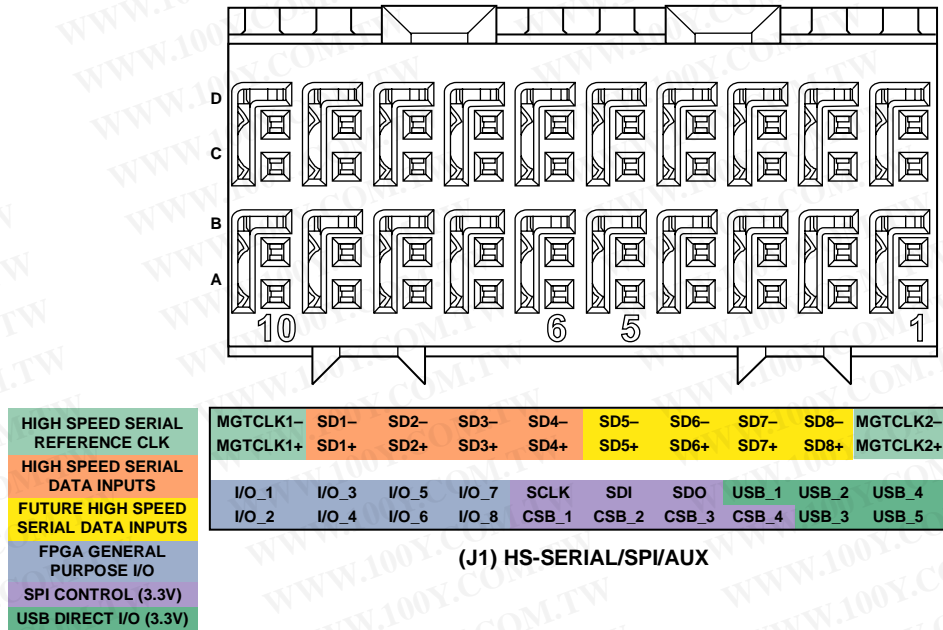 D
C
B
A
10 6 5 1
HIGH SPEED SERIAL
REFERENCE CLK
HIGH SPEED SERIAL
DATA INPUTS
FUTURE HIGH SPEED
SERIAL DATA INPUTS
FPGA GENERAL
PURPOSE I/O
SPI CONTROL (3.3V)
USB DIRECT I/O (3.3V)
MGTCLK1– SD1– SD2– SD3– SD4– SD5– SD6– SD7– SD8– MGTCLK2–
MGTCLK1+ SD1+ SD2+ SD3+ SD4+ SD5+ SD6+ SD7+ SD8+ MGTCLK2+
I/O_1 I/O_3 I/O_5 I/O_7 SCLK SDI SDO USB_1 USB_2 USB_4
I/O_2 I/O_4 I/O_6 I/O_8 CSB_1 CSB_2 CSB_3 CSB_4 USB_3 USB_5
(J1) HS-SERIAL/SPI/AUX
WWW.100Y.COM.TW